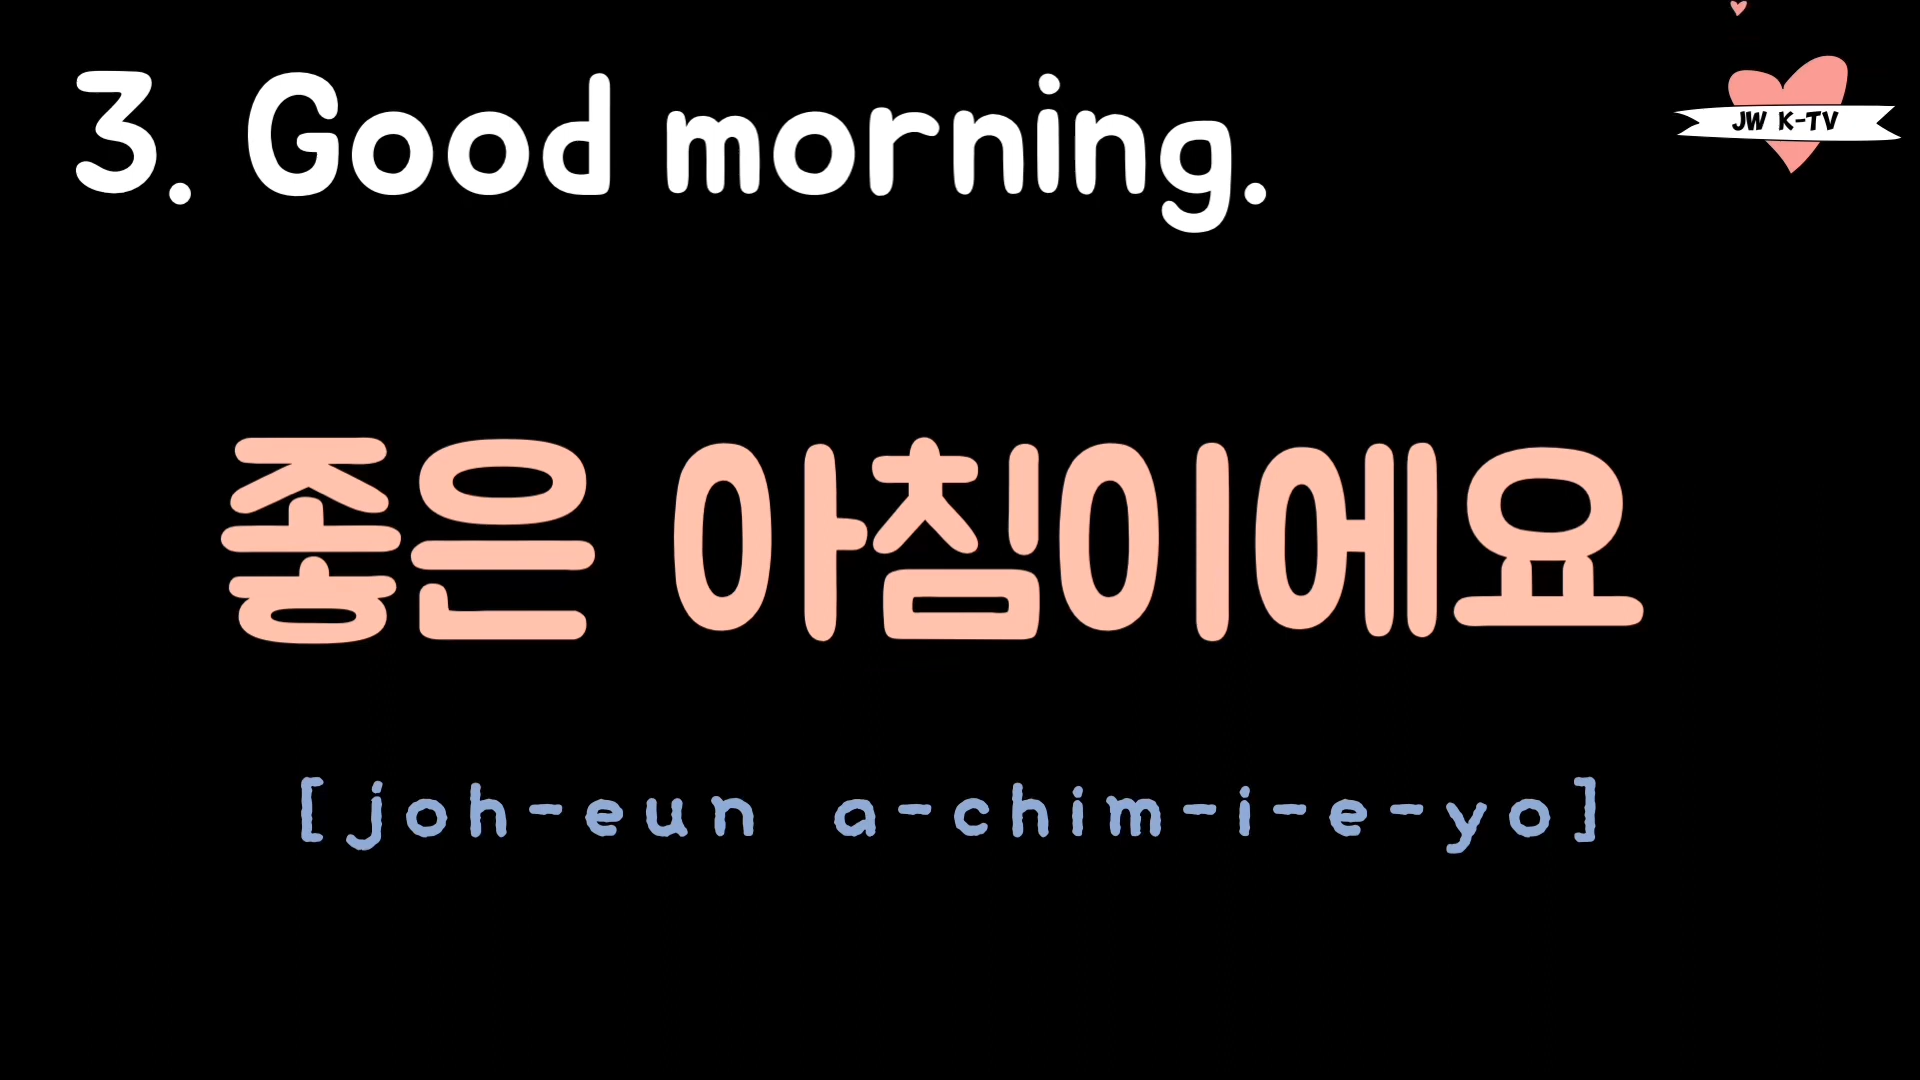 3. Good morning.
JW K-TV
좋은 아침이에요
[joh-eun a-chim-i-e-yo]